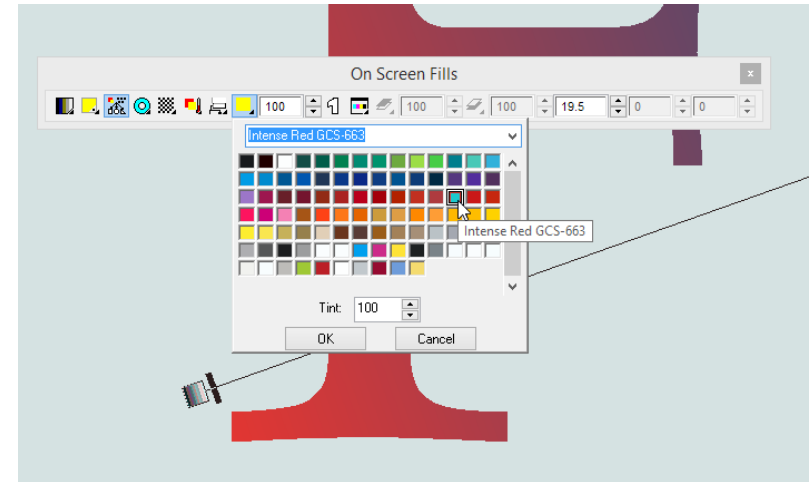 On Screen Fills
x
100 100 100 19.5 0 0
Intense Red GCS-663
Intense Red GCS-663
Tint: 100
OK Cancel